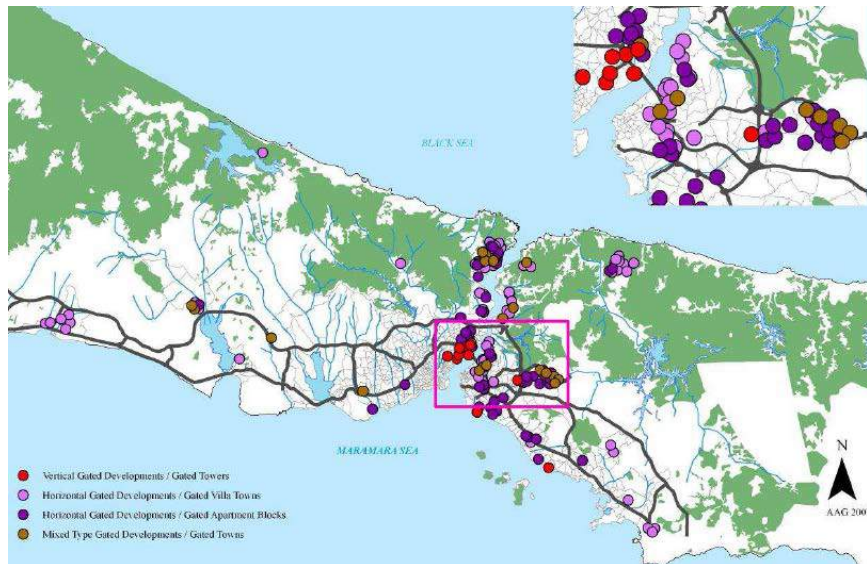 BLACK SEA
MARAMARA SEA
Vertical Gated Developments / Gated Towers
Horizontal Gated Developments / Gated Villa Towns
Horizontal Gated Developments / Gated Apartment Blocks
Mixed Type Gated Developments / Gated Towns
N
AAG